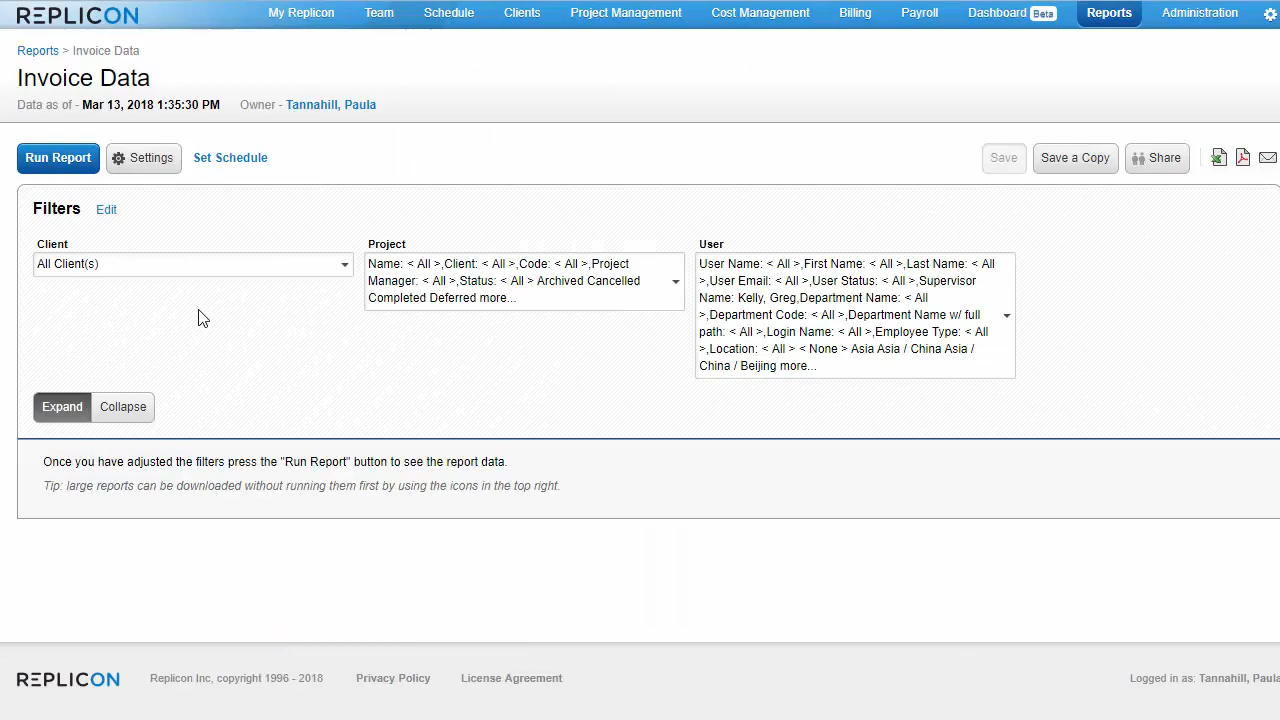 REPLICON
My Replicon Team Schedule Clients Project Management Cost Management Billing Payroll Dashboard Beta Reports Administration
Reports > Invoice Data
Invoice Data
Data as of - Mar 13, 2018 1:35:30 PM Owner - Tannahill, Paula
Run Report Settings Set Schedule Save Save a Copy Share
Filters Edit
Client Project User
All Client(s)
Name: < All >,Client: < All >,Code: < All >,Project
Manager: < All >,Status: < All > Archived Cancelled
Completed Deferred more...
User Name: < All >,First Name: < All >,Last Name: < All
>,User Email: < All >,User Status: < All >,Supervisor
Name: Kelly, Greg,Department Name: < All
>,Department Code: < All >,Department Name w/ full
path: < All >,Login Name: < All >,Employee Type: < All
>,Location: < All > < None > Asia Asia / China Asia /
China / Beijing more...
Expand Collapse
Once you have adjusted the filters press the "Run Report" button to see the report data.
Tip: large reports can be downloaded without running them first by using the icons in the top right.
REPLICON Replicon Inc, copyright 1996 - 2018 Privacy Policy License Agreement Logged in as: Tannahill, Paula